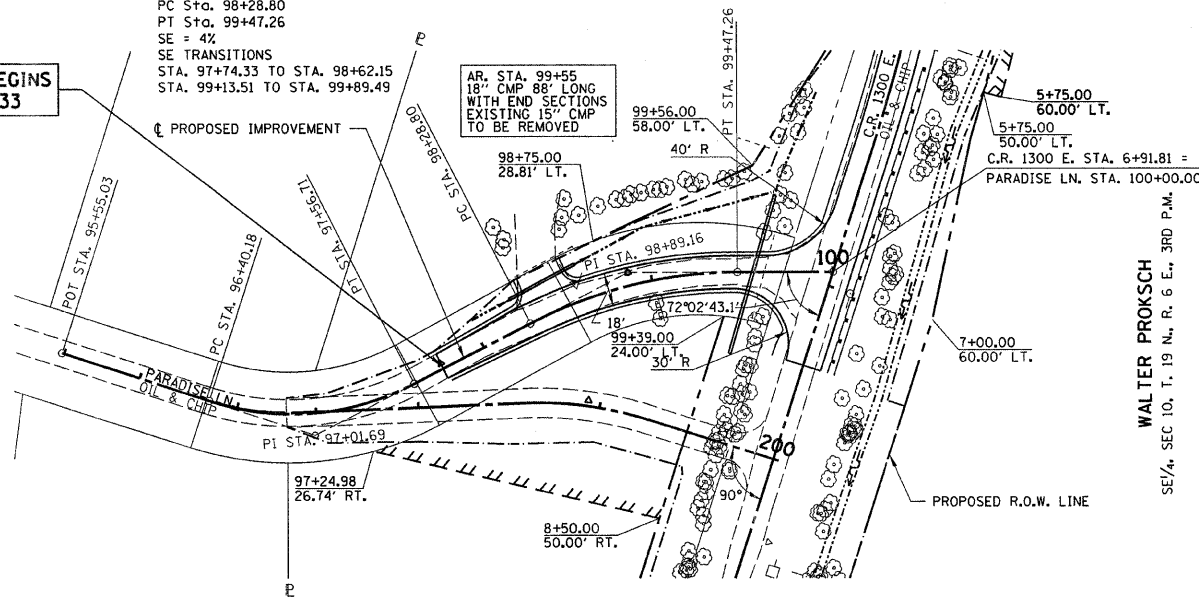 PC Sta. 98+28.80
PT Sta. 99+47.26
SE = 4%
SE TRANSITIONS
STA. 97+74.33 TO STA. 98+62.15
STA. 99+13.51 TO STA. 99+89.49
EGINS
33
℄ PROPOSED IMPROVEMENT
AR. STA. 99+55
18" CMP 88' LONG
WITH END SECTIONS
EXISTING 15" CMP
TO BE REMOVED
98+75.00
28.81' LT.
99+56.00
58.00' LT.
40' R
PT STA. 99+47.26
C.R. 1300 E.
OIL & CHIP
5+75.00
60.00' LT.
5+75.00
50.00' LT.
C.R. 1300 E. STA. 6+91.81 =
PARADISE LN. STA. 100+00.00
POT STA. 95+55.03
PC STA. 96+40.18
PT STA. 97+56.71
PC STA. 98+28.80
PI STA. 98+89.16
100
72°02'43.1"
18'
99+39.00
24.00' LT.
30' R
7+00.00
60.00' LT.
PARADISE LN.
OIL & CHIP
PI STA. 97+01.69
200
90°
97+24.98
26.74' RT.
8+50.00
50.00' RT.
PROPOSED R.O.W. LINE
WALTER PROKSCH
SE¼, SEC 10, T. 19 N., R. 6 E., 3RD P.M.